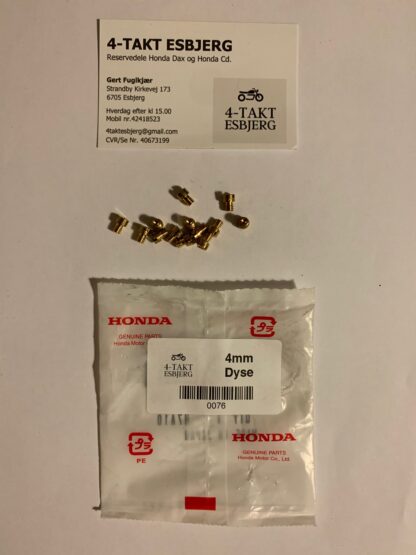 4-TAKT ESBJERG
Reservedele Honda Dax og Honda Cd.
Gert Fuglkjær
Strandby Kirkevej 173
6705 Esbjerg
Hverdag efter kl 15.00
Mobil nr.42418523
4taktesbjerg@gmail.com
CVR/Se Nr. 40673199
4-TAKT
ESBJERG
HONDA
GENUINE PARTS
Honda Motor Co., Ltd.
4-TAKT
ESBJERG
4mm
Dyse
0076
PE
HONDA
GENUINE PARTS
Honda Motor Co., Ltd.